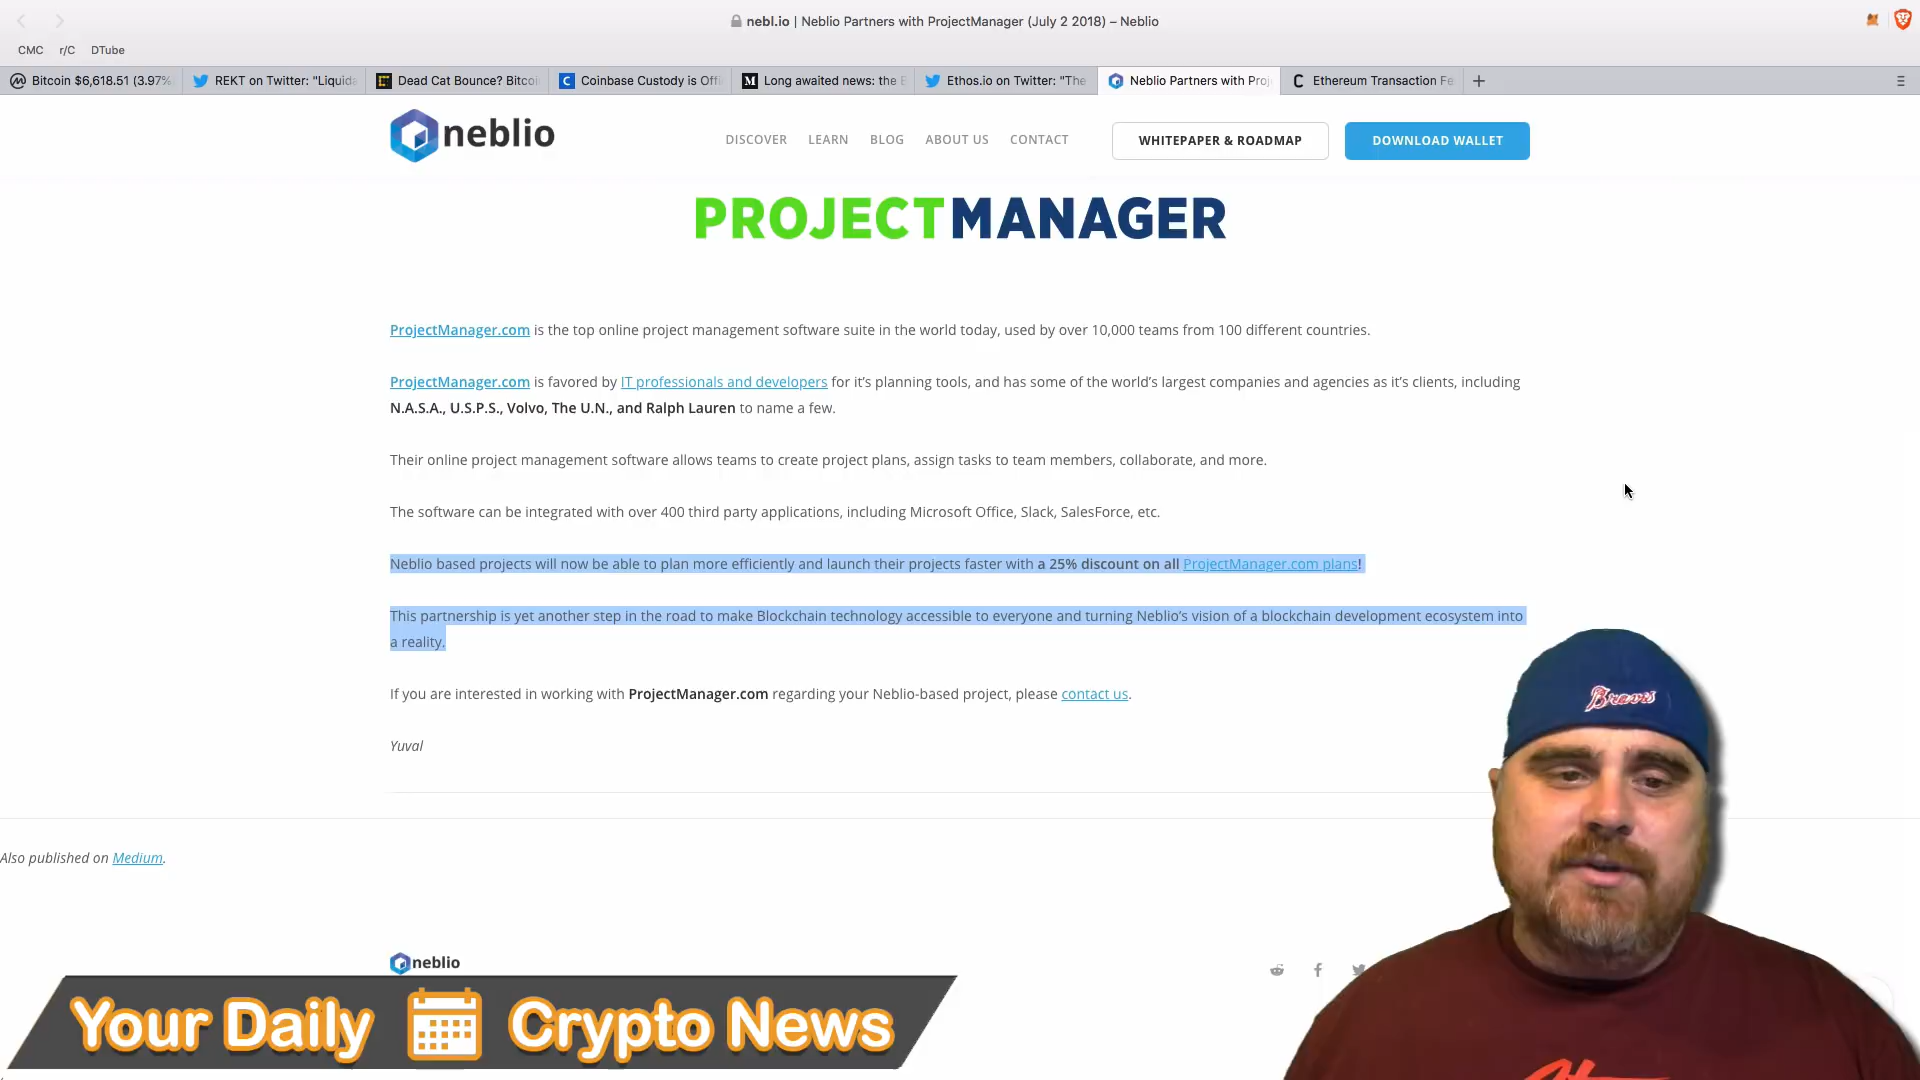 nebl.io | Neblio Partners with ProjectManager (July 2 2018) – Neblio
CMC r/C DTube
Bitcoin $6,618.51 (3.97% REKT on Twitter: "Liquida Dead Cat Bounce? Bitcoi Coinbase Custody is Offi Long awaited news: the E Ethos.io on Twitter: "The Neblio Partners with Proj Ethereum Transaction Fe
neblio DISCOVER LEARN BLOG ABOUT US CONTACT WHITEPAPER & ROADMAP DOWNLOAD WALLET
PROJECTMANAGER
ProjectManager.com is the top online project management software suite in the world today, used by over 10,000 teams from 100 different countries.
ProjectManager.com is favored by IT professionals and developers for it's planning tools, and has some of the world's largest companies and agencies as it's clients, including
N.A.S.A., U.S.P.S., Volvo, The U.N., and Ralph Lauren to name a few.
Their online project management software allows teams to create project plans, assign tasks to team members, collaborate, and more.
The software can be integrated with over 400 third party applications, including Microsoft Office, Slack, SalesForce, etc.
Neblio based projects will now be able to plan more efficiently and launch their projects faster with a 25% discount on all ProjectManager.com plans!
This partnership is yet another step in the road to make Blockchain technology accessible to everyone and turning Neblio's vision of a blockchain development ecosystem into
a reality.
If you are interested in working with ProjectManager.com regarding your Neblio-based project, please contact us.
Yuval
Braves
Also published on Medium.
neblio
Your Daily Crypto News